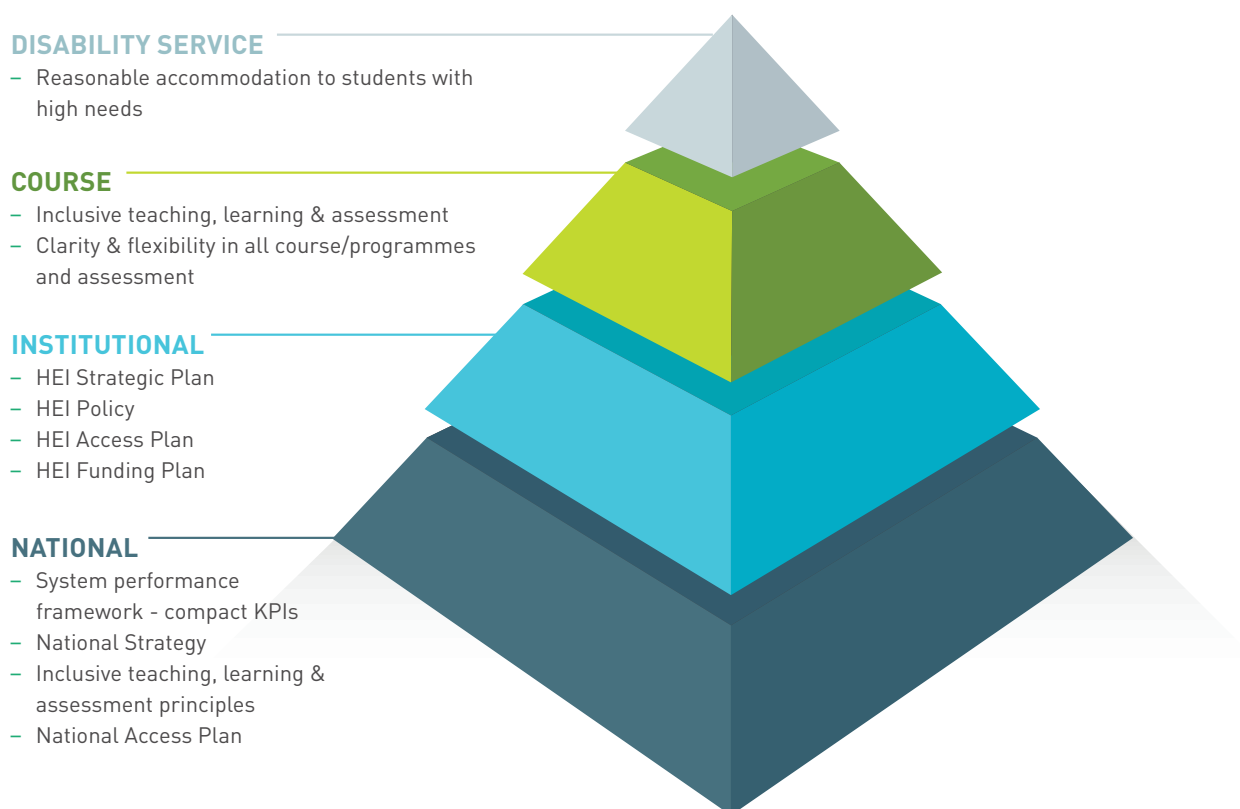 DISABILITY SERVICE
– Reasonable accommodation to students with
high needs
COURSE
– Inclusive teaching, learning & assessment
– Clarity & flexibility in all course/programmes
and assessment
INSTITUTIONAL
– HEI Strategic Plan
– HEI Policy
– HEI Access Plan
– HEI Funding Plan
NATIONAL
– System performance
framework - compact KPIs
– National Strategy
– Inclusive teaching, learning &
assessment principles
– National Access Plan